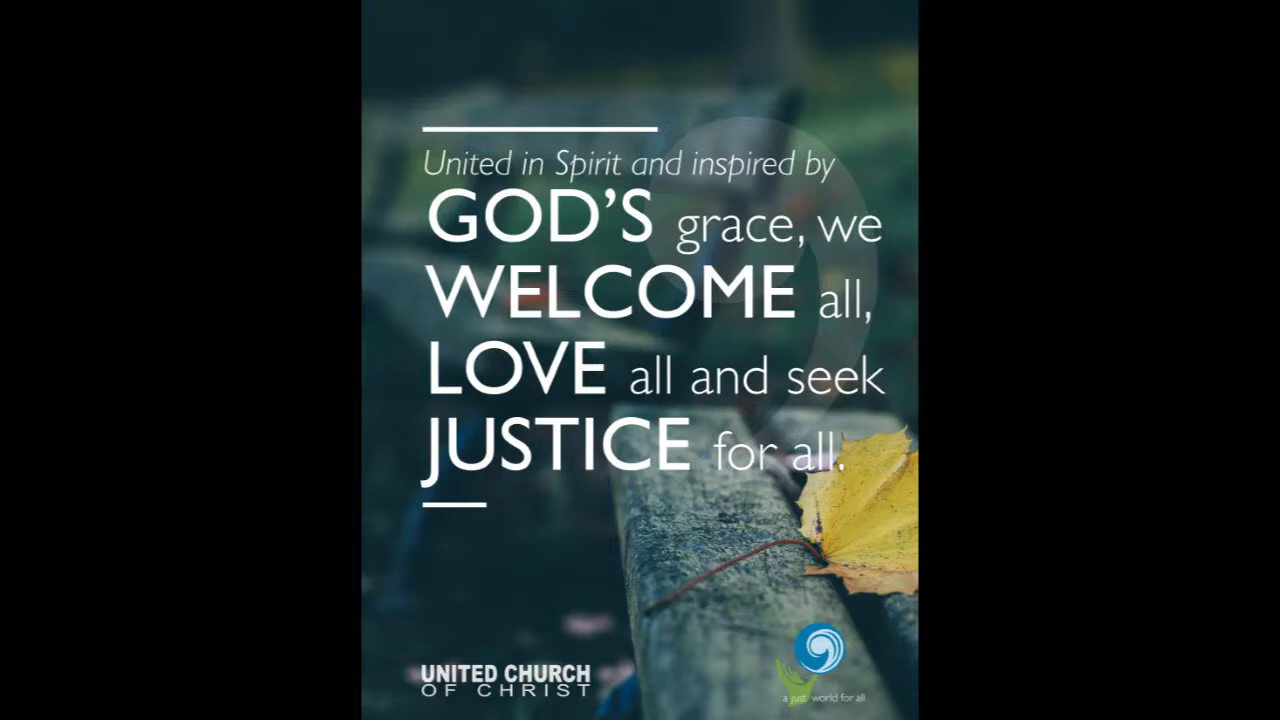 United in Spirit and inspired by
GOD'S grace, we
WELCOME all,
LOVE all and seek
JUSTICE for all.
UNITED CHURCH
OF CHRIST
a just world for all